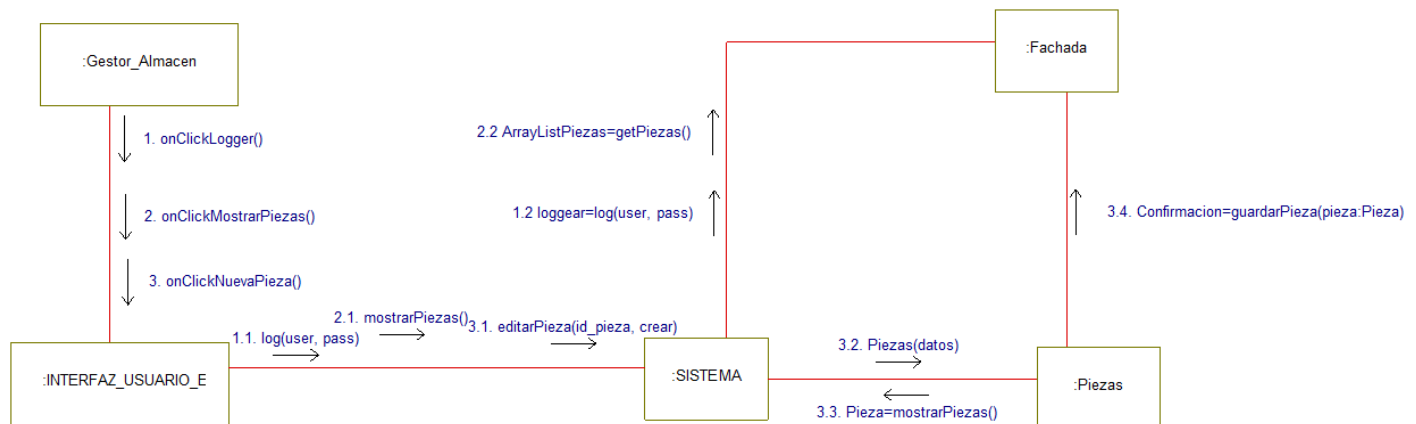 :Gestor_Almacen
:Fachada
1. onClickLogger()
2.2 ArrayListPiezas=getPiezas()
2. onClickMostrarPiezas()
1.2 loggear=log(user, pass)
3.4. Confirmacion=guardarPieza(pieza:Pieza)
3. onClickNuevaPieza()
2.1. mostrarPiezas()
3.1. editarPieza(id_pieza, crear)
1.1. log(user, pass)
3.2. Piezas(datos)
:INTERFAZ_USUARIO_E
:SISTEMA
:Piezas
3.3. Pieza=mostrarPiezas()